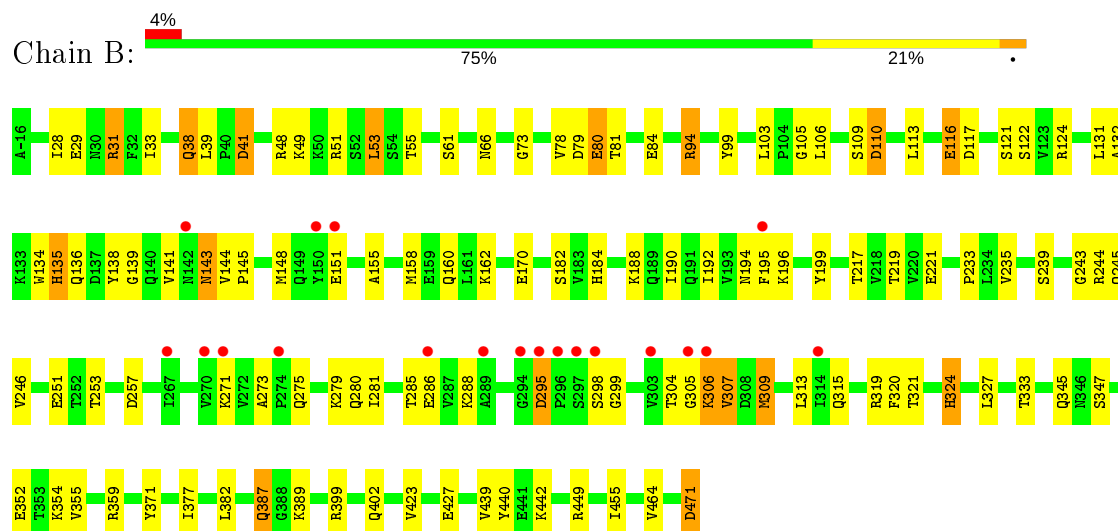 4%
Chain B:
75% 21% •
A-16 I28 E29 N30 R31 F32 I33 Q38 L39 P40 D41 R48 K49 K50 R51 S52 L53 S54 T55 S61 N66 G73 V78 D79 E80 T81 E84 R94 Y99 L103 P104 G105 L106 S109 D110 L113 E116 D117 S121 S122 V123 R124 L131 A132
K133 W134 H135 Q136 D137 Y138 G139 Q140 V141 N142 N143 V144 P145 M148 Q149 Y150 E151 A155 M158 E159 Q160 L161 K162 E170 S182 V183 H184 K188 Q189 I190 Q191 I192 V193 N194 F195 K196 Y199 T217 V218 T219 V220 E221 P233 L234 V235 S239 G243 R244 Q245
V246 E251 T252 T253 D257 I267 V270 K271 V272 A273 P274 Q275 K279 Q280 I281 T285 E286 V287 K288 A289 G294 D295 P296 S297 S298 G299 V303 T304 G305 K306 V307 D308 M309 L313 I314 Q315 R319 F320 T321 H324 L327 T333 Q345 N346 S347
E352 T353 K354 V355 R359 Y371 I377 L382 Q387 G388 K389 R399 Q402 V423 E427 V439 Y440 E441 K442 R449 I455 V464 D471